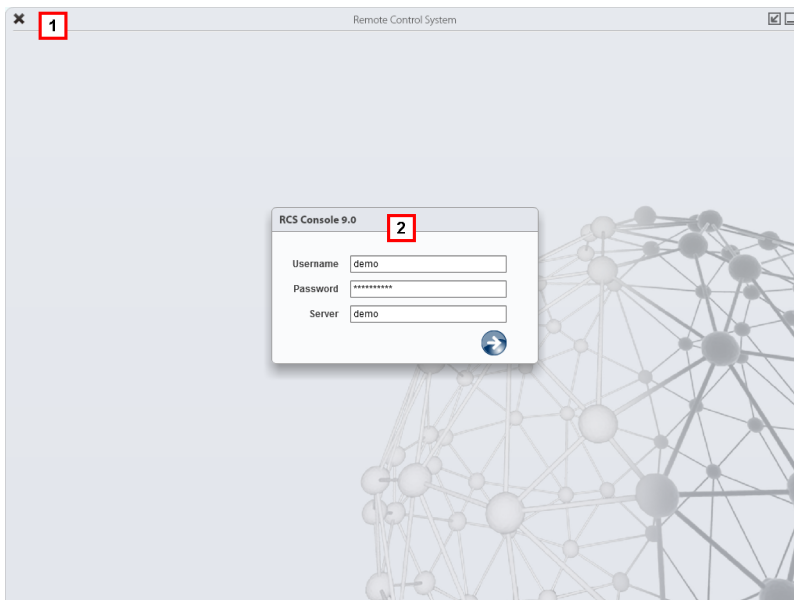 1
Remote Control System
RCS Console 9.0
2
Username demo
Password **********
Server demo